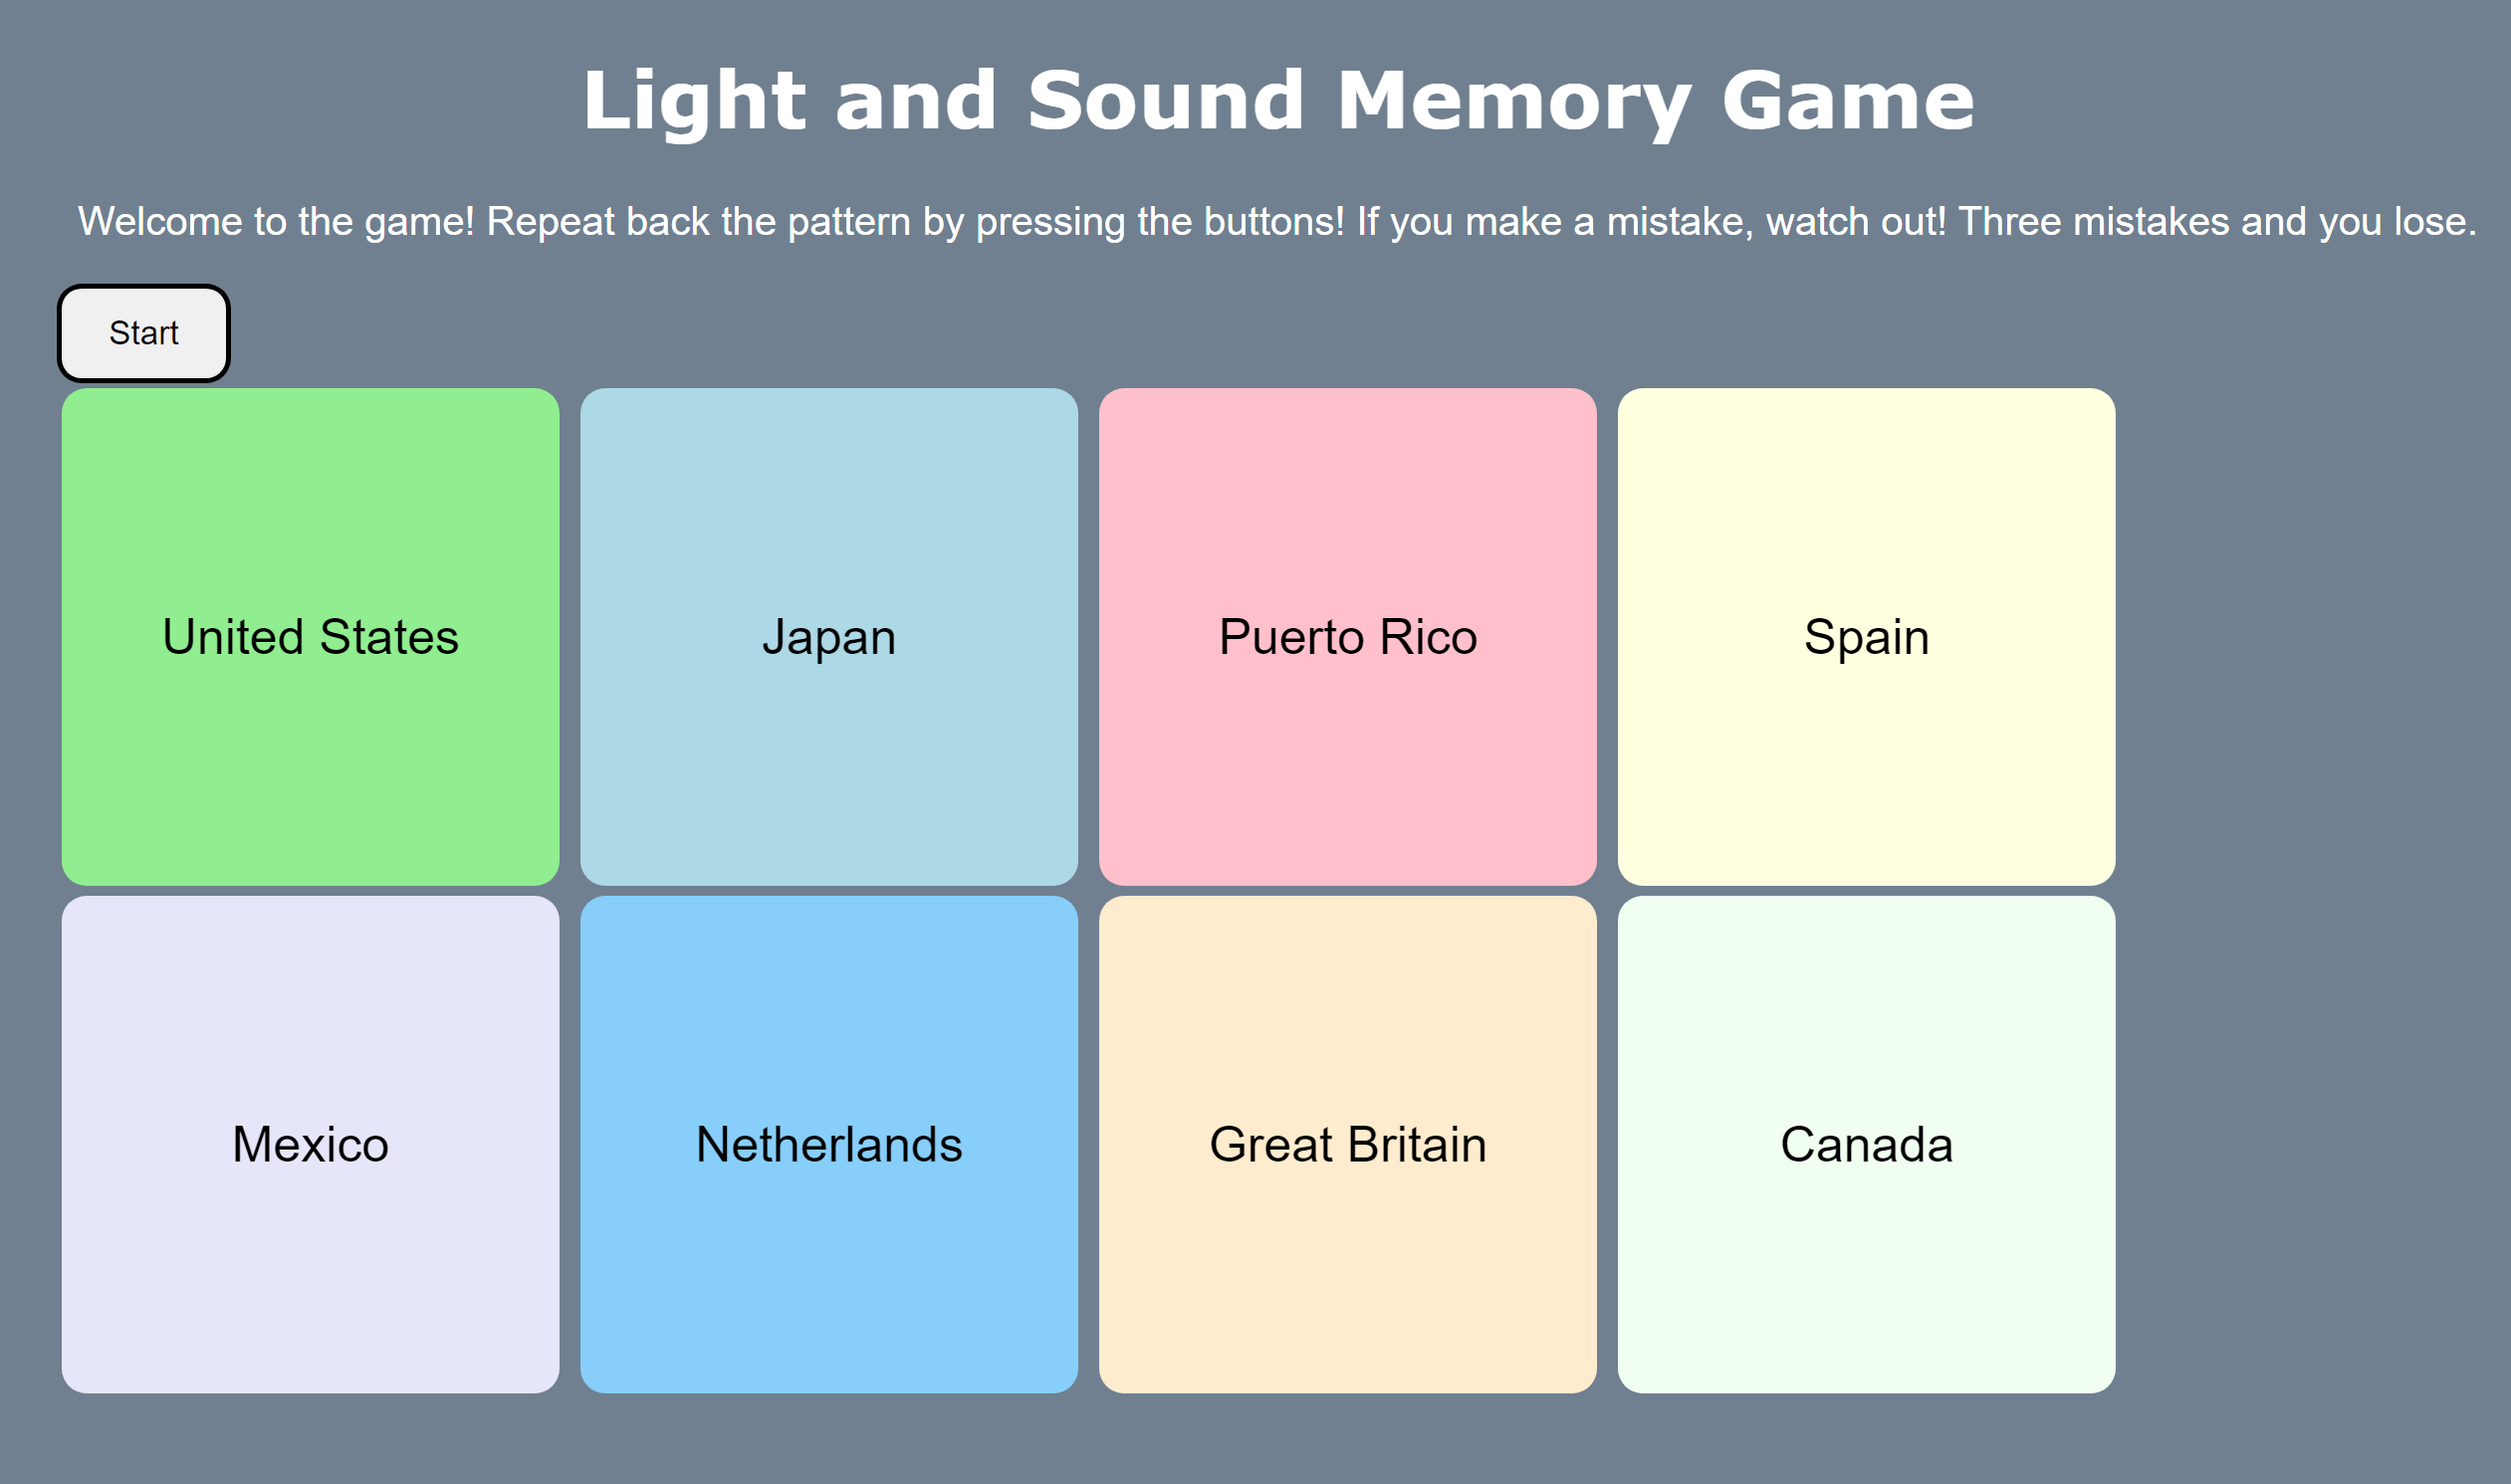 Light and Sound Memory Game
Welcome to the game! Repeat back the pattern by pressing the buttons! If you make a mistake, watch out! Three mistakes and you lose.
Start
United States
Japan
Puerto Rico
Spain
Mexico
Netherlands
Great Britain
Canada